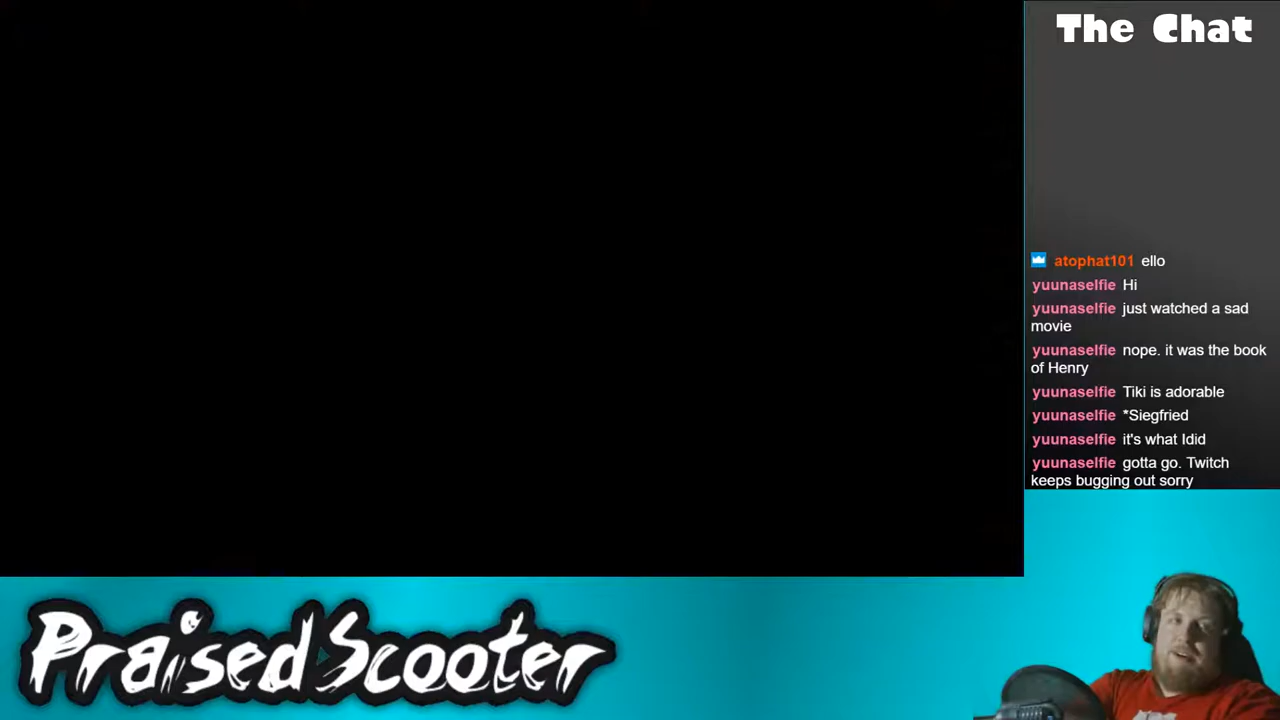 The Chat
atophat101 ello
yuunaselfie Hi
yuunaselfie just watched a sad
movie
yuunaselfie nope. it was the book
of Henry
yuunaselfie Tiki is adorable
yuunaselfie *Siegfried
yuunaselfie it's what Idid
yuunaselfie gotta go. Twitch
keeps bugging out sorry
PraisedScooter